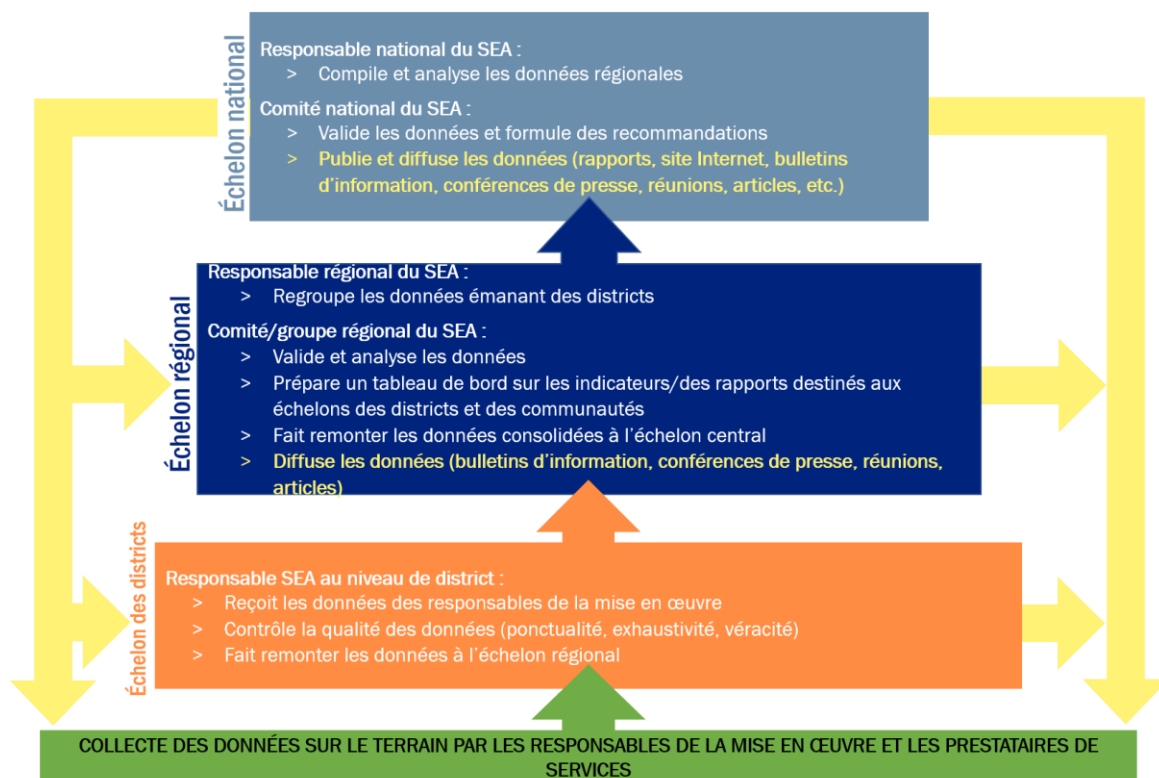 Échelon national
Responsable national du SEA :
> Compile et analyse les données régionales
Comité national du SEA :
> Valide les données et formule des recommandations
> Publie et diffuse les données (rapports, site Internet, bulletins
d’information, conférences de presse, réunions, articles, etc.)
Échelon régional
Responsable régional du SEA :
> Regroupe les données émanant des districts
Comité/groupe régional du SEA :
> Valide et analyse les données
> Prépare un tableau de bord sur les indicateurs/des rapports destinés aux
échelons des districts et des communautés
> Fait remonter les données consolidées à l’échelon central
> Diffuse les données (bulletins d’information, conférences de presse, réunions,
articles)
Échelon des districts
Responsable SEA au niveau de district :
> Reçoit les données des responsables de la mise en œuvre
> Contrôle la qualité des données (ponctualité, exhaustivité, véracité)
> Fait remonter les données à l’échelon régional
COLLECTE DES DONNÉES SUR LE TERRAIN PAR LES RESPONSABLES DE LA MISE EN ŒUVRE ET LES PRESTATAIRES DE
SERVICES